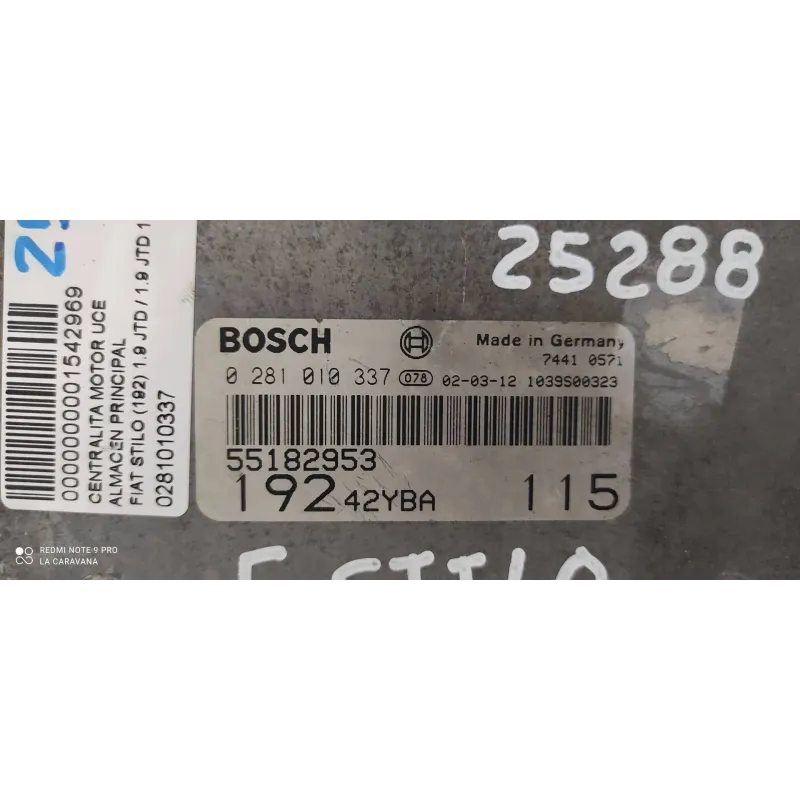 25288
BOSCH
Made in Germany
7441 0571
0 281 010 337 078 02-03-12 1039S00323
55182953
192 42YBA 115
0000000001542969
CENTRALITA MOTOR UCE
ALMACEN PRINCIPAL
FIAT STILO (192) 1.9 JTD / 1.9 JTD 1
0281010337
REDMI NOTE 9 PRO
LA CARAVANA